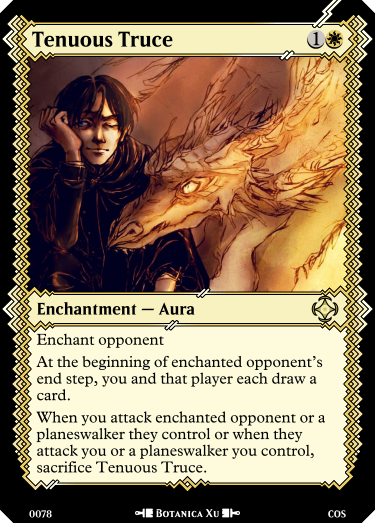 Tenuous Truce 1
Enchantment — Aura
Enchant opponent
At the beginning of enchanted opponent's
end step, you and that player each draw a
card.
When you attack enchanted opponent or a
planeswalker they control or when they
attack you or a planeswalker you control,
sacrifice Tenuous Truce.
0078 Botanica Xu COS